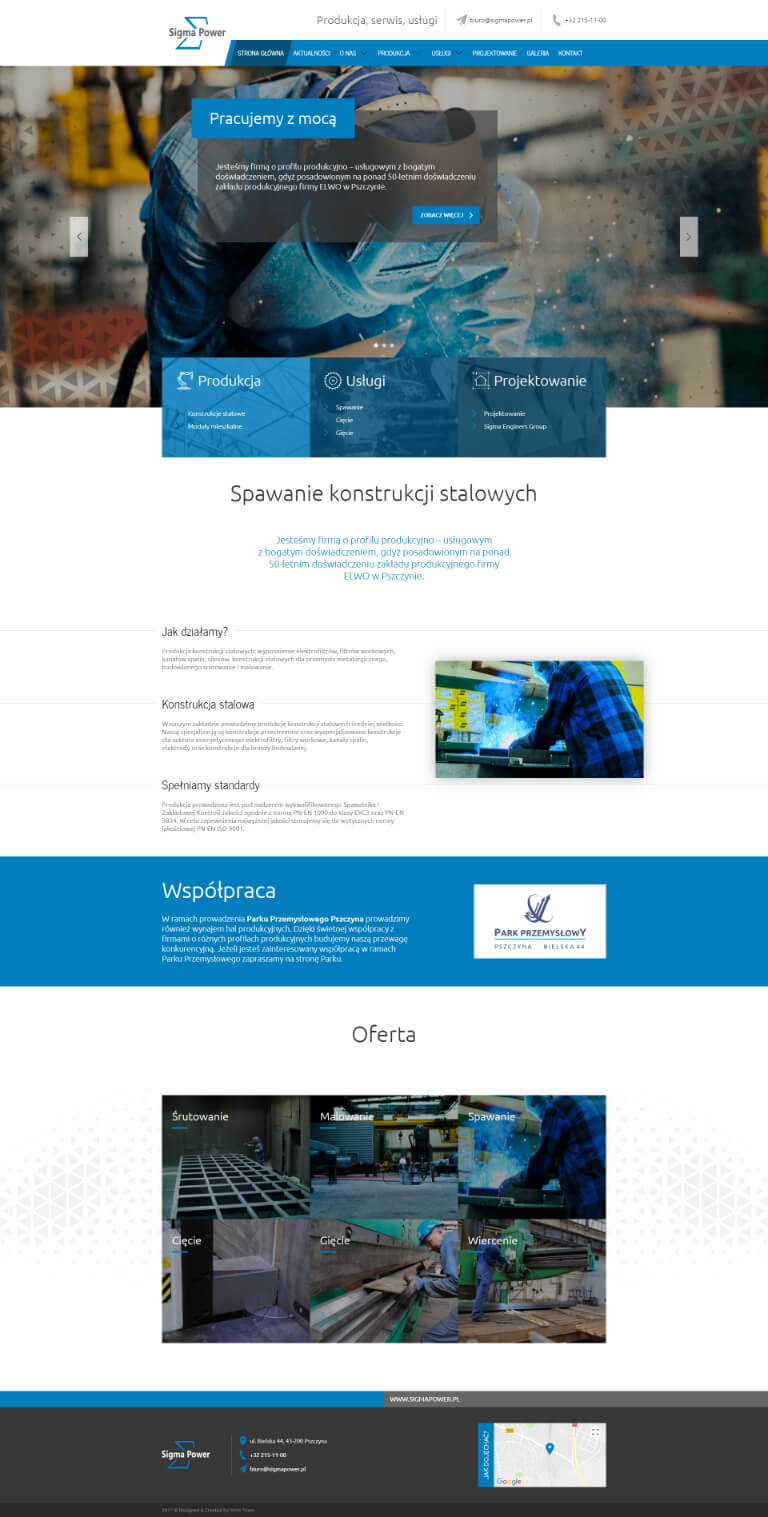 Sigma Power
Produkcja, serwis, usługi
biuro@sigmapower.pl
+32 215-11-00
STRONA GŁÓWNA
AKTUALNOŚCI
O NAS
PRODUKCJA
USŁUGI
PROJEKTOWANIE
GALERIA
KONTAKT
Pracujemy z mocą
Jesteśmy firmą o profilu produkcyjno – usługowym z bogatym
doświadczeniem, gdyż posadowionym na ponad 50-letnim doświadczeniu
zakładu produkcyjnego firmy ELWO w Pszczynie.
ZOBACZ WIĘCEJ
Produkcja
Konstrukcje stalowe
Moduły mieszkalne
Usługi
Spawanie
Cięcie
Gięcie
Projektowanie
Projektowanie
Sigma Enginers Group
Spawanie konstrukcji stalowych
Jesteśmy firmą o profilu produkcyjno – usługowym
z bogatym doświadczeniem, gdyż posadowionym na ponad
50-letnim doświadczeniu zakładu produkcyjnego firmy
ELWO w Pszczynie.
Jak działamy?
Produkcja konstrukcji stalowych: wyposażenie elektrofiltrów, filtrów workowych,
kanałów spalin, silosów, konstrukcji stalowych dla przemysłu metalurgicznego,
budowlanego śrutowanie i malowanie.
Konstrukcja stalowa
W naszym zakładzie prowadzimy produkcję konstrukcji stalowych średniej wielkości.
Naszą specjalizacją są konstrukcje przestrzenne oraz wyspecjalizowane konstrukcje
dla sektora energetycznego: elektrofiltry, filtry workowe, kanały spalin,
elektrody oraz konstrukcje dla branży budowlanej.
Spełniamy standardy
Produkcja prowadzona jest pod nadzorem wykwalifikowanego Spawalnika i
Zakładowej Kontroli Jakości zgodnie z normą PN-EN 1090 do klasy EXC3 oraz PN-EN
3834. W celu zapewnienia najwyższej jakości stosujemy się do wytycznych normy
jakościowej PN-EN ISO 9001.
Współpraca
W ramach prowadzenia Parku Przemysłowego Pszczyna prowadzimy
również wynajem hal produkcyjnych. Dzięki świetnej współpracy z
firmami o różnych profilach produkcyjnych budujemy naszą przewagę
konkurencyjną. Jeżeli jesteś zainteresowany współpracą w ramach
Parku Przemysłowego zapraszamy na stronę Parku.
PARK PRZEMYSŁOWY
PSZCZYNA BIELSKA 44
Oferta
Śrutowanie
Malowanie
Spawanie
Cięcie
Gięcie
Wiercenie
WWW.SIGMAPOWER.PL
Sigma Power
ul. Bielska 44, 43-200 Pszczyna
+32 215-11-00
biuro@sigmapower.pl
JAK DOJECHAĆ?
Google